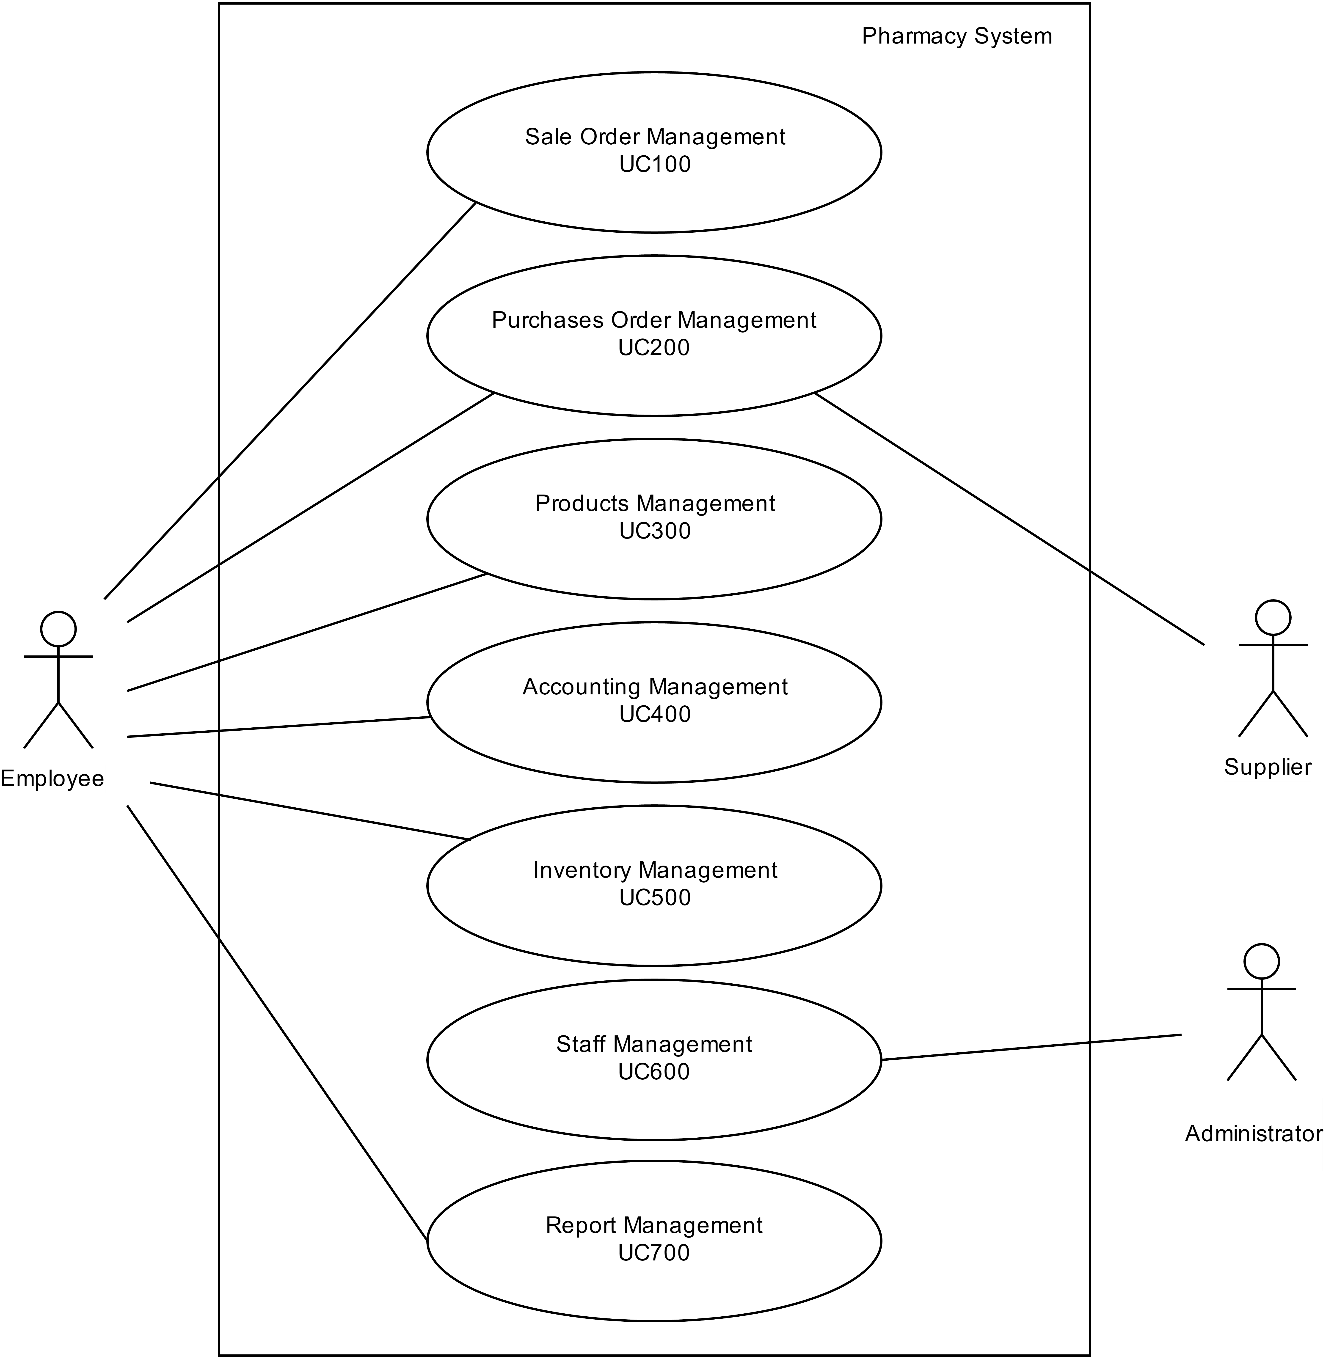 Pharmacy System
Sale Order Management
UC100
Purchases Order Management
UC200
Products Management
UC300
Accounting Management
UC400
Employee
Supplier
Inventory Management
UC500
Staff Management
UC600
Administrator
Report Management
UC700